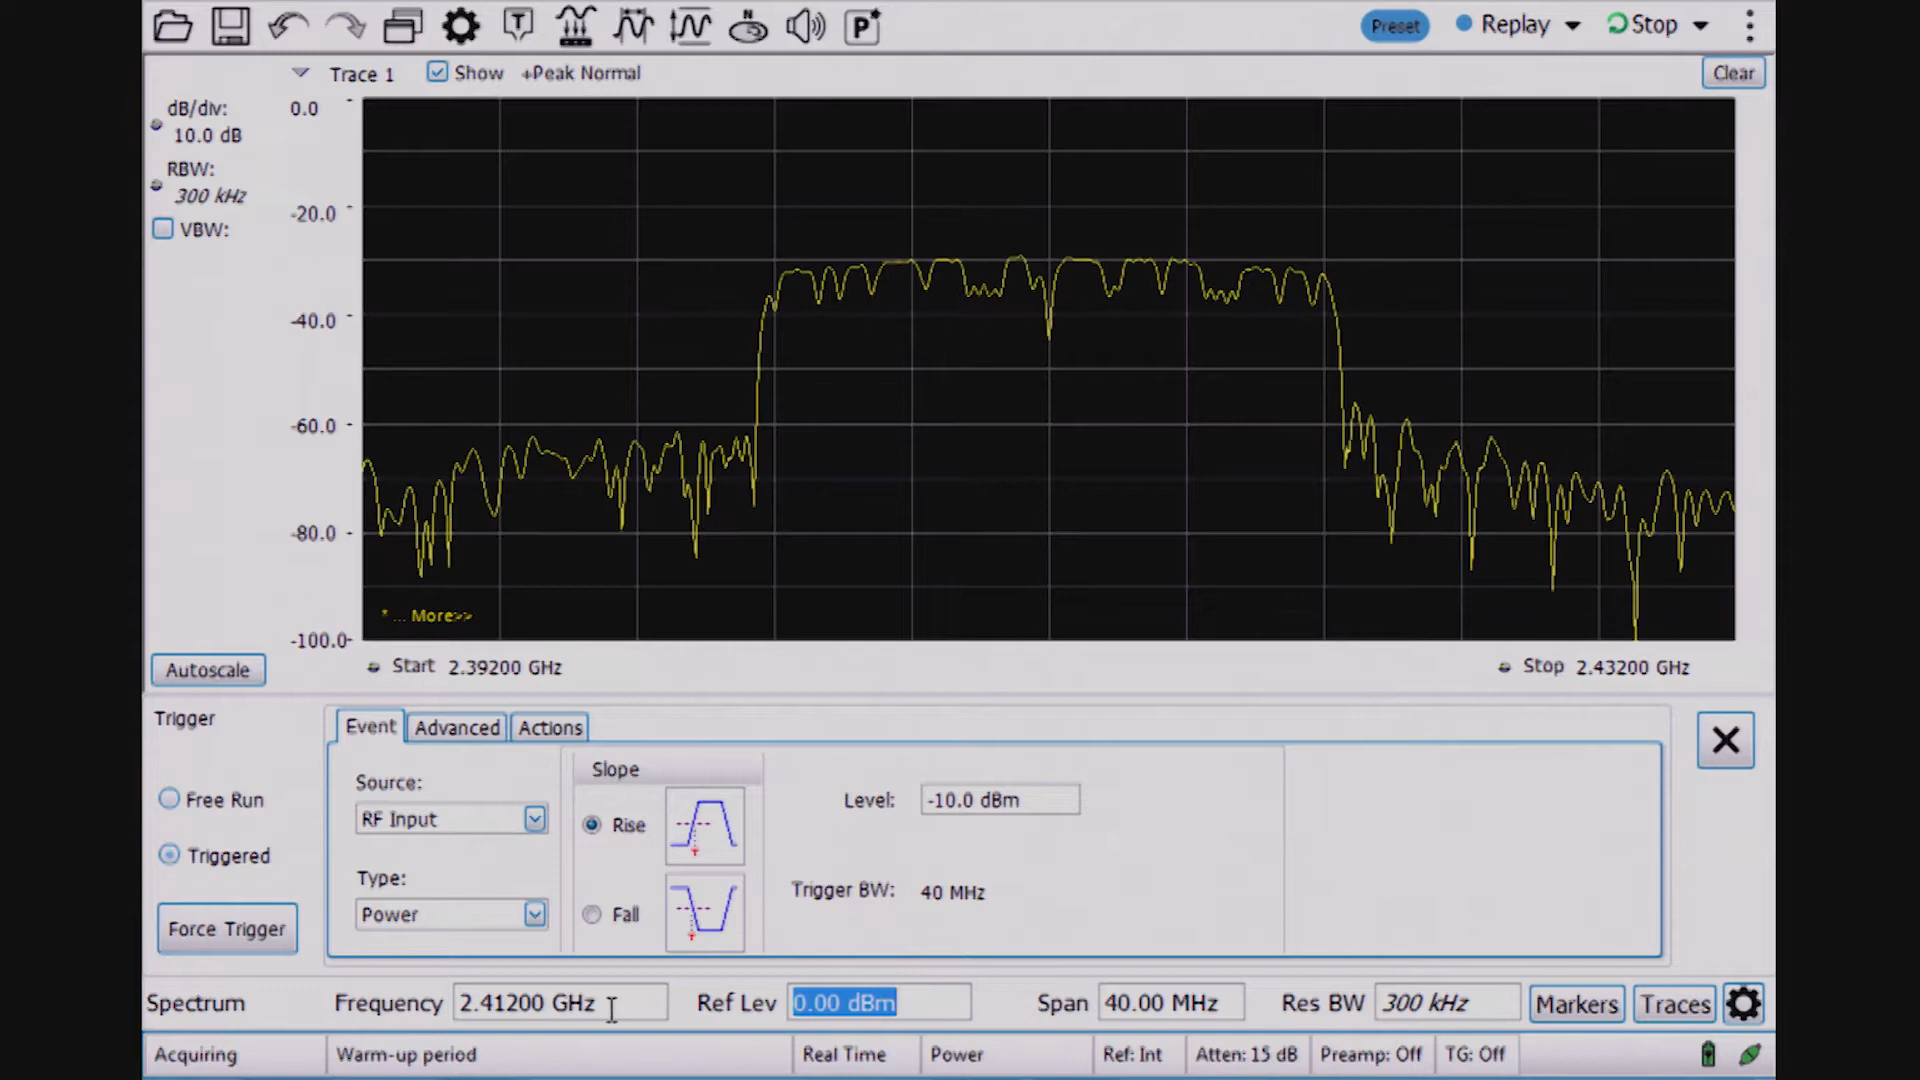 T N P
Preset Replay Stop
Trace 1 Show +Peak Normal Clear
dB/div:
10.0 dB
RBW:
300 kHz
VBW:
0.0
-20.0
-40.0
-60.0
-80.0
-100.0
* ... More>>
Autoscale Start 2.39200 GHz Stop 2.43200 GHz
Trigger
Free Run
Triggered
Force Trigger
Event Advanced Actions
Source:
RF Input
Type:
Power
Slope
Rise
Fall
Level: -10.0 dBm
Trigger BW: 40 MHz
Spectrum Frequency 2.41200 GHz Ref Lev 0.00 dBm Span 40.00 MHz Res BW 300 kHz Markers Traces
Acquiring Warm-up period Real Time Power Ref: Int Atten: 15 dB Preamp: Off TG: Off